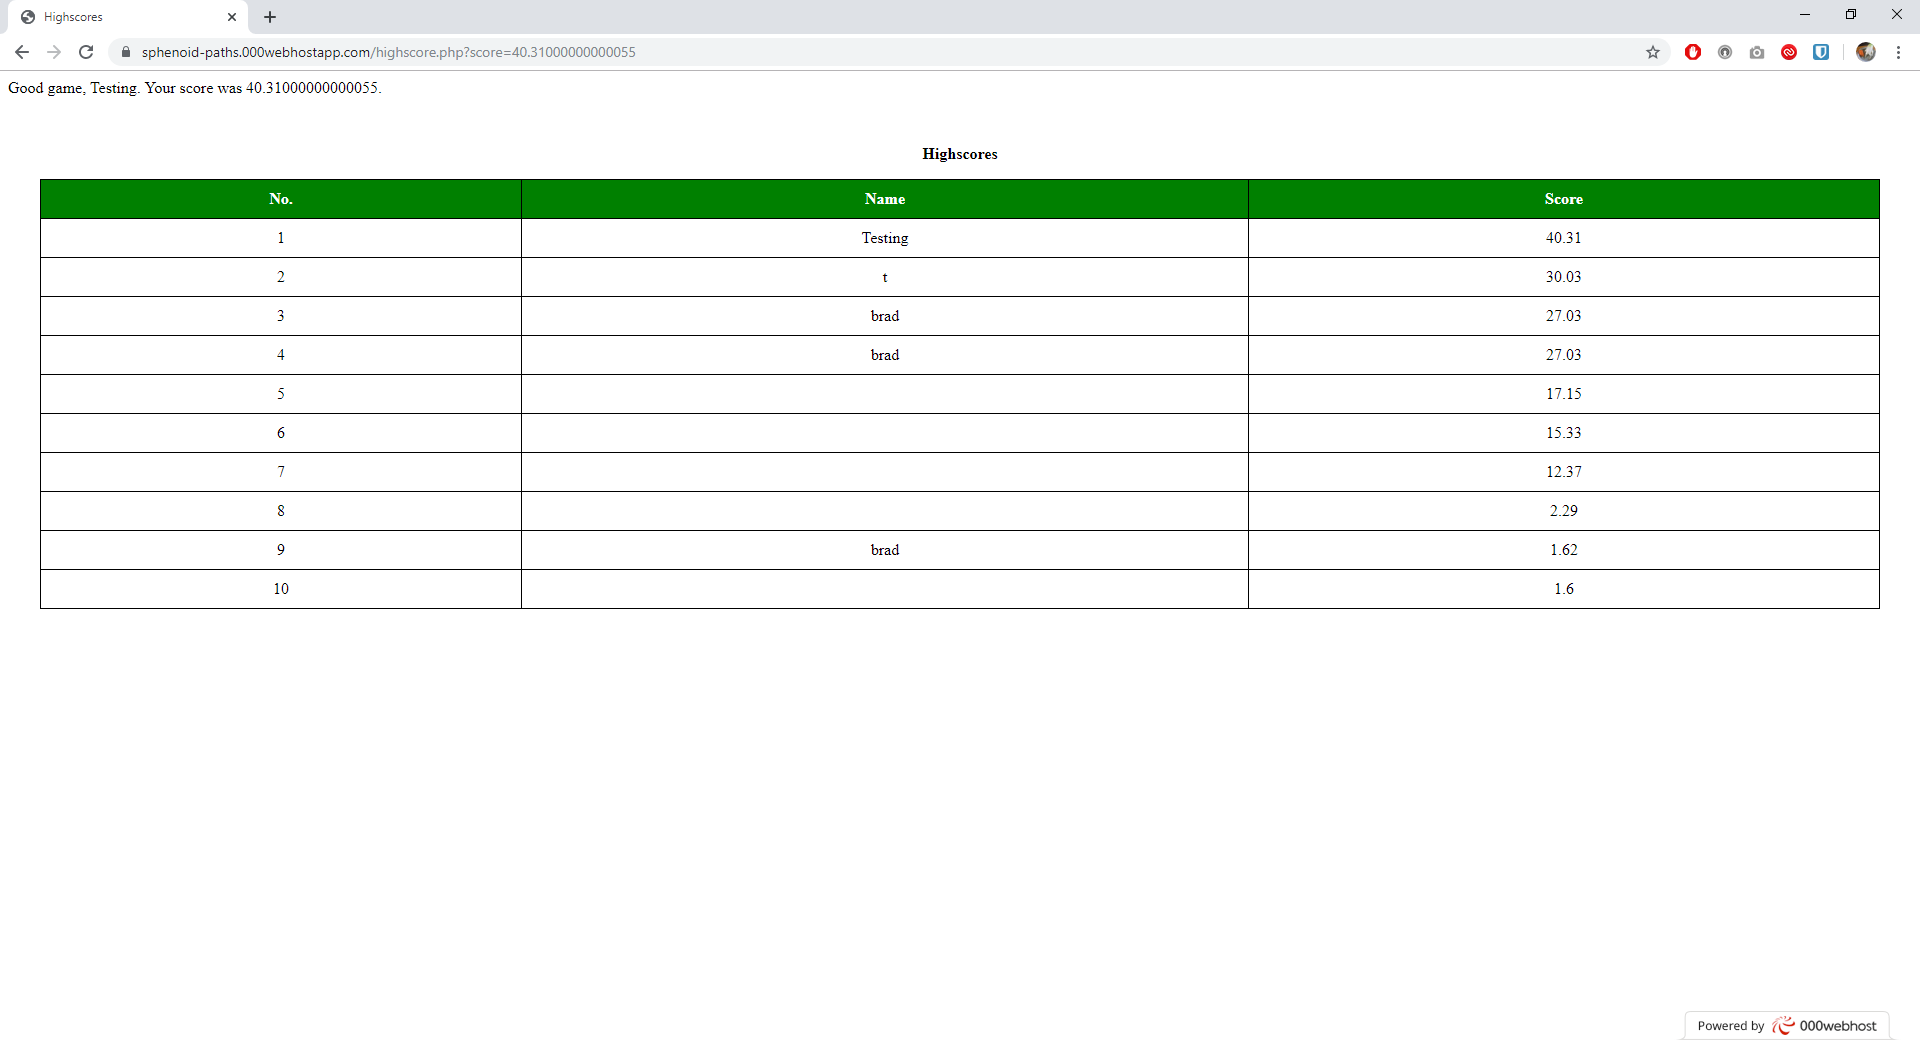 Highscores
sphenoid-paths.000webhostapp.com/highscore.php?score=40.31000000000055
Good game, Testing. Your score was 40.31000000000055.
Highscores
No. Name Score
1 Testing 40.31
2 t 30.03
3 brad 27.03
4 brad 27.03
5 17.15
6 15.33
7 12.37
8 2.29
9 brad 1.62
10 1.6
Powered by 000webhost